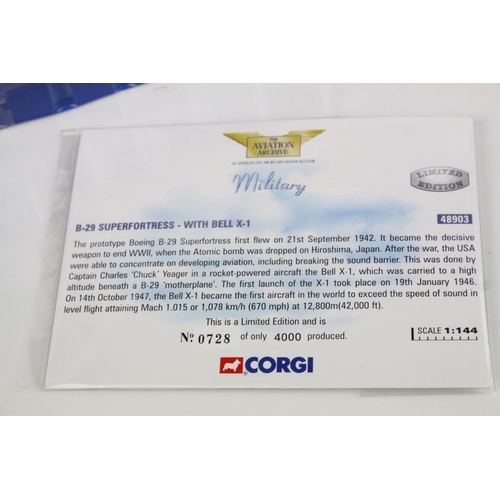 THE
AVIATION
ARCHIVE
Military
LIMITED
EDITION
B-29 SUPERFORTRESS - WITH BELL X-1
48903
The prototype Boeing B-29 Superfortress first flew on 21st September 1942. It became the decisive
weapon to end WWII, when the Atomic bomb was dropped on Hiroshima, Japan. After the war, the USA
were able to concentrate on developing aviation, including breaking the sound barrier. This was done by
Captain Charles 'Chuck' Yeager in a rocket-powered aircraft the Bell X-1, which was carried to a high
altitude beneath a B-29 'motherplane'. The first launch of the X-1 took place on 19th January 1946.
On 14th October 1947, the Bell X-1 became the first aircraft in the world to exceed the speed of sound in
level flight attaining Mach 1.015 or 1,078 km/h (670 mph) at 12,800m(42,000 ft).
This is a Limited Edition and is
Nº 0728 of only 4000 produced.
SCALE 1:144
CORGI